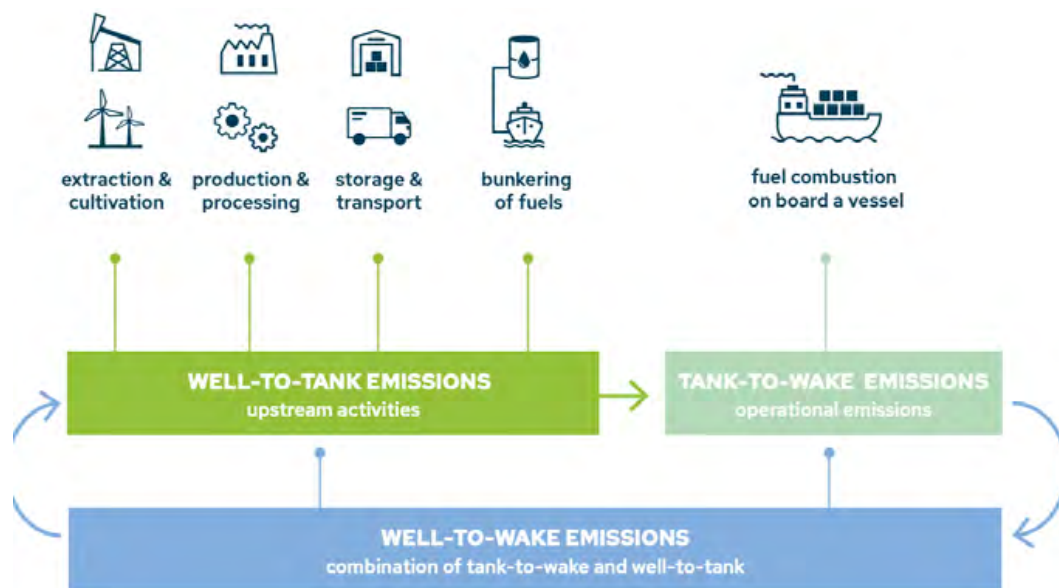 extraction &
cultivation
production &
processing
storage &
transport
bunkering
of fuels
fuel combustion
on board a vessel
WELL-TO-TANK EMISSIONS
upstream activities
TANK-TO-WAKE EMISSIONS
operational emissions
WELL-TO-WAKE EMISSIONS
combination of tank-to-wake and well-to-tank